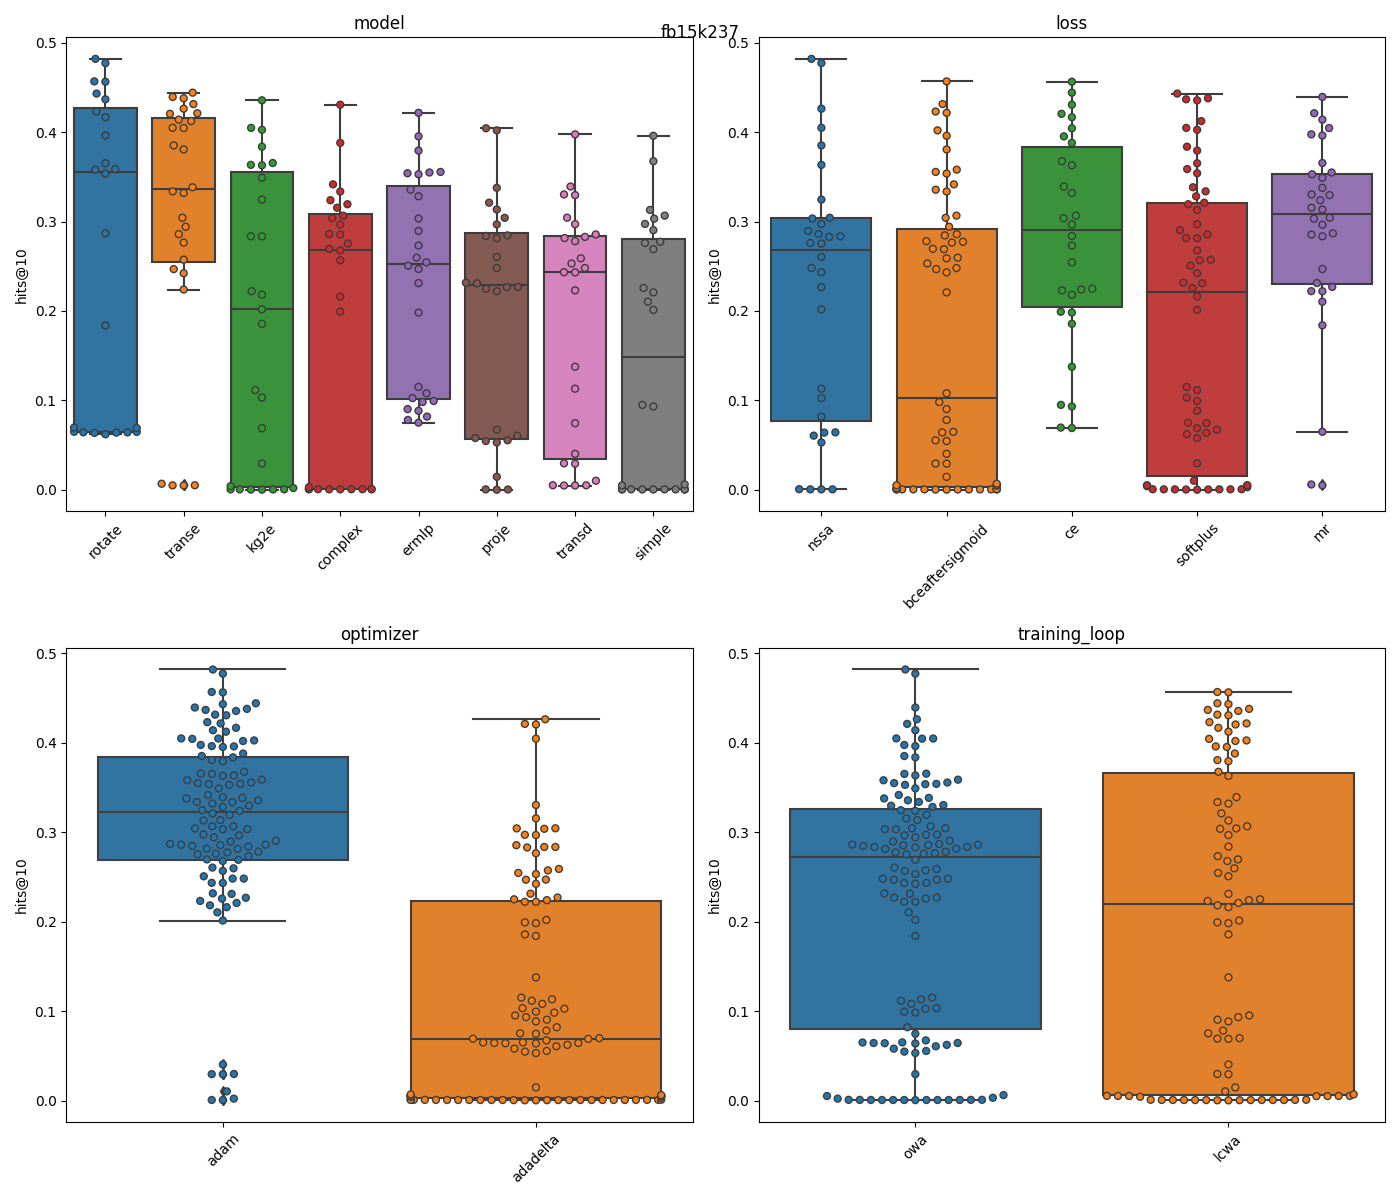 fb15k237
model
hits@10
0.5
0.4
0.3
0.2
0.1
0.0
rotate
transe
kg2e
complex
ermlp
proje
transd
simple
loss
hits@10
0.5
0.4
0.3
0.2
0.1
0.0
nssa
bceaftersigmoid
ce
softplus
mr
optimizer
hits@10
0.5
0.4
0.3
0.2
0.1
0.0
adam
adadelta
training_loop
hits@10
0.5
0.4
0.3
0.2
0.1
0.0
owa
lcwa